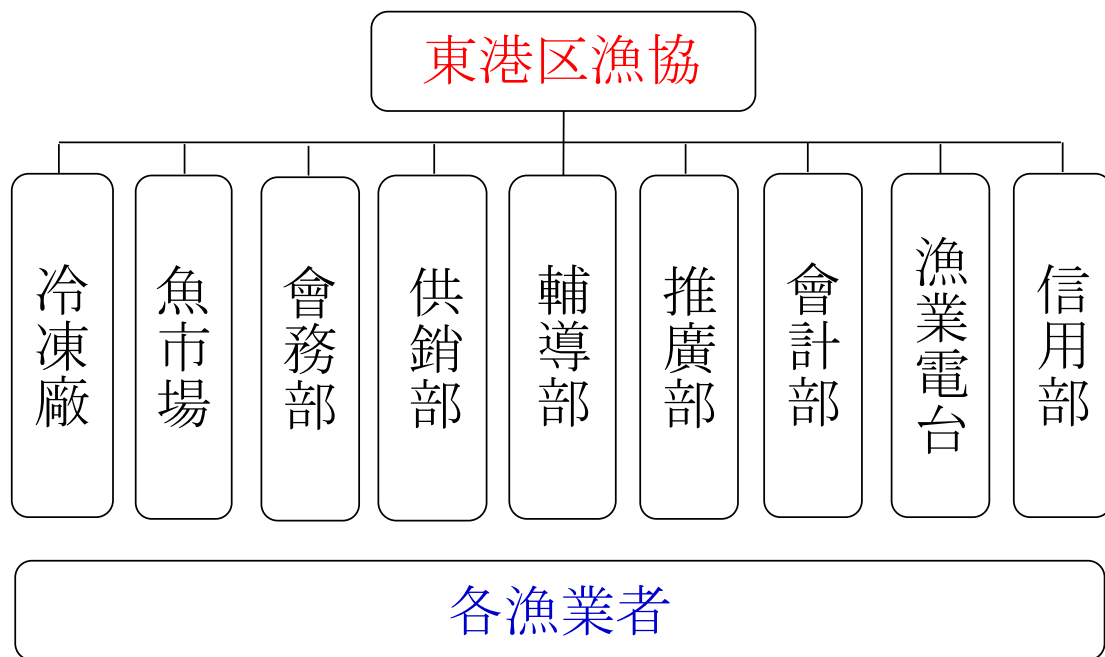 東港区漁協
冷凍廠
魚市場
會務部
供銷部
輔導部
推廣部
會計部
漁業電台
信用部
各漁業者